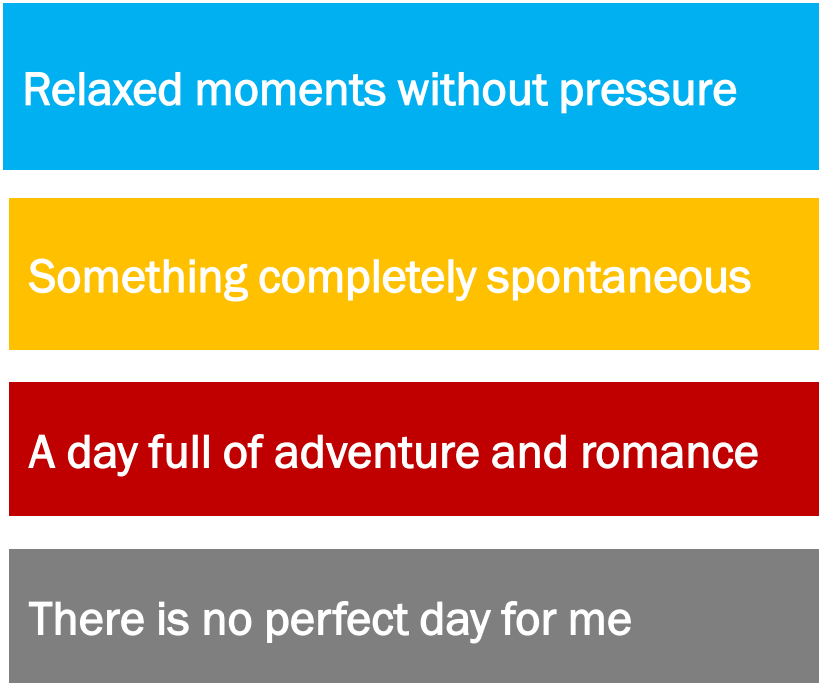 Relaxed moments without pressure
Something completely spontaneous
A day full of adventure and romance
There is no perfect day for me